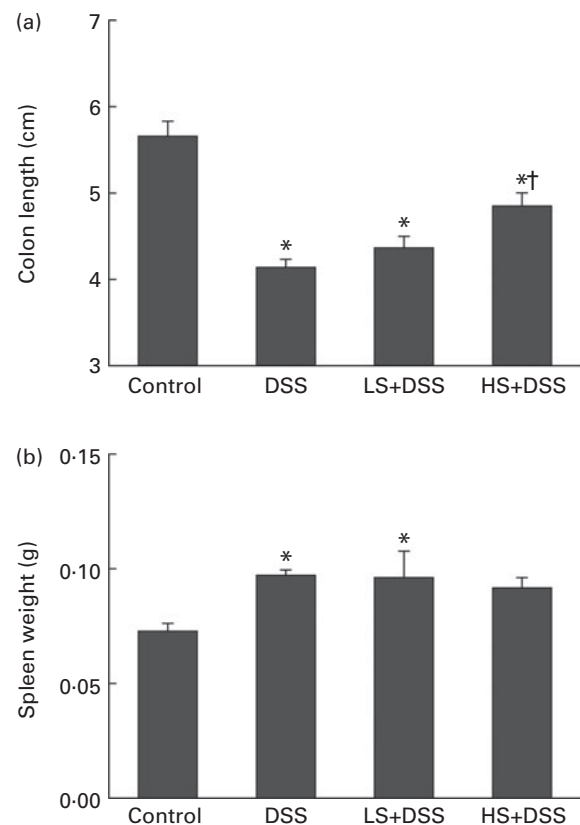 (a)
7
6
5
4
3
Colon length (cm)
*
*
*†
Control DSS LS+DSS HS+DSS
(b)
0·15
0·10
0·05
0·00
Spleen weight (g)
*
*
Control DSS LS+DSS HS+DSS